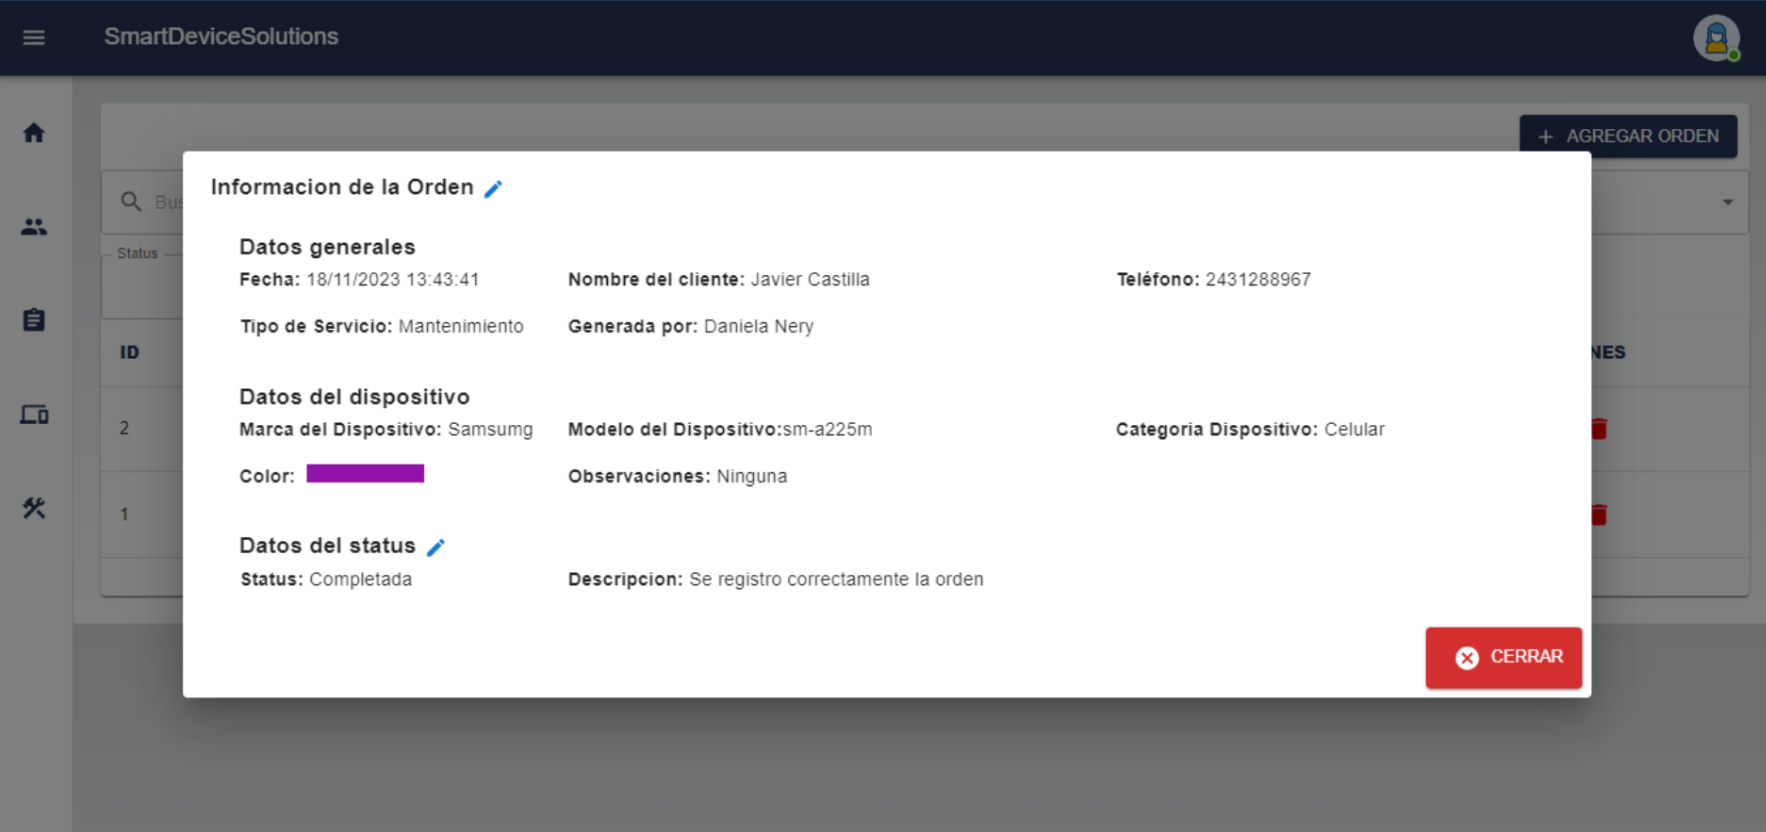 SmartDeviceSolutions
+ AGREGAR ORDEN
Informacion de la Orden
Status
Datos generales
Fecha: 18/11/2023 13:43:41 Nombre del cliente: Javier Castilla Teléfono: 2431288967
Tipo de Servicio: Mantenimiento Generada por: Daniela Nery
ID
Datos del dispositivo
Marca del Dispositivo: Samsumg Modelo del Dispositivo:sm-a225m Categoria Dispositivo: Celular
2
Color: Observaciones: Ninguna
1
Datos del status
Status: Completada Descripcion: Se registro correctamente la orden
CERRAR